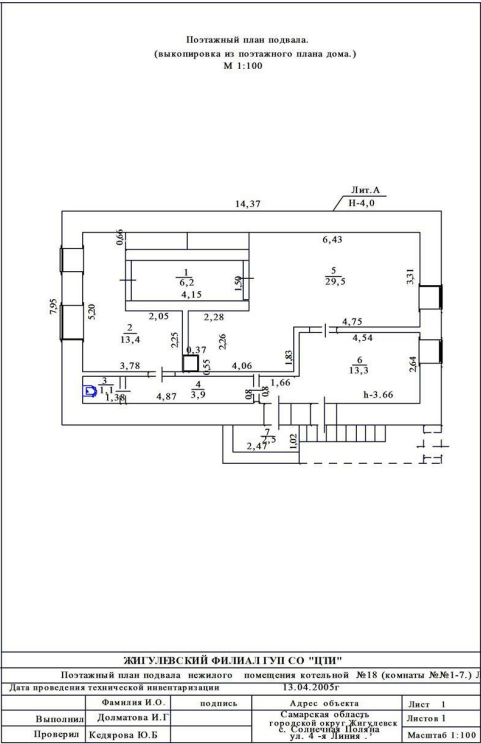 Поэтажный план подвала.
(выкопировка из поэтажного плана дома.)
М 1:100
Лит.А
14,37
Н-4,0
0,66
6,43
1
6,2
1,50
5
29,5
3,31
4,15
7,95
5,20
2,05
2,28
4,75
2
13,4
2,25
2,26
4,54
0,37
3,78
0,55
4,06
1,83
6
13,3
2,64
3
1,1
4
3,9
1,66
1,38
4,87
0,8
0,8
h-3.66
7
2,5
2,47
1,02
ЖИГУЛЕВСКИЙ ФИЛИАЛ ГУП СО "ЦТИ"
Поэтажный план подвала нежилого помещения котельной №18 (комнаты №№1-7.)
Дата проведения технической инвентаризации 13.04.2005г
Фамилия И.О. подпись Адрес объекта Лист 1
Выполнил Долматова И.Г Самарская область Листов 1
городской округ Жигулевск
Проверил Кедярова Ю.Б с. Солнечная Поляна Масштаб 1:100
ул. 4 -я Линия .